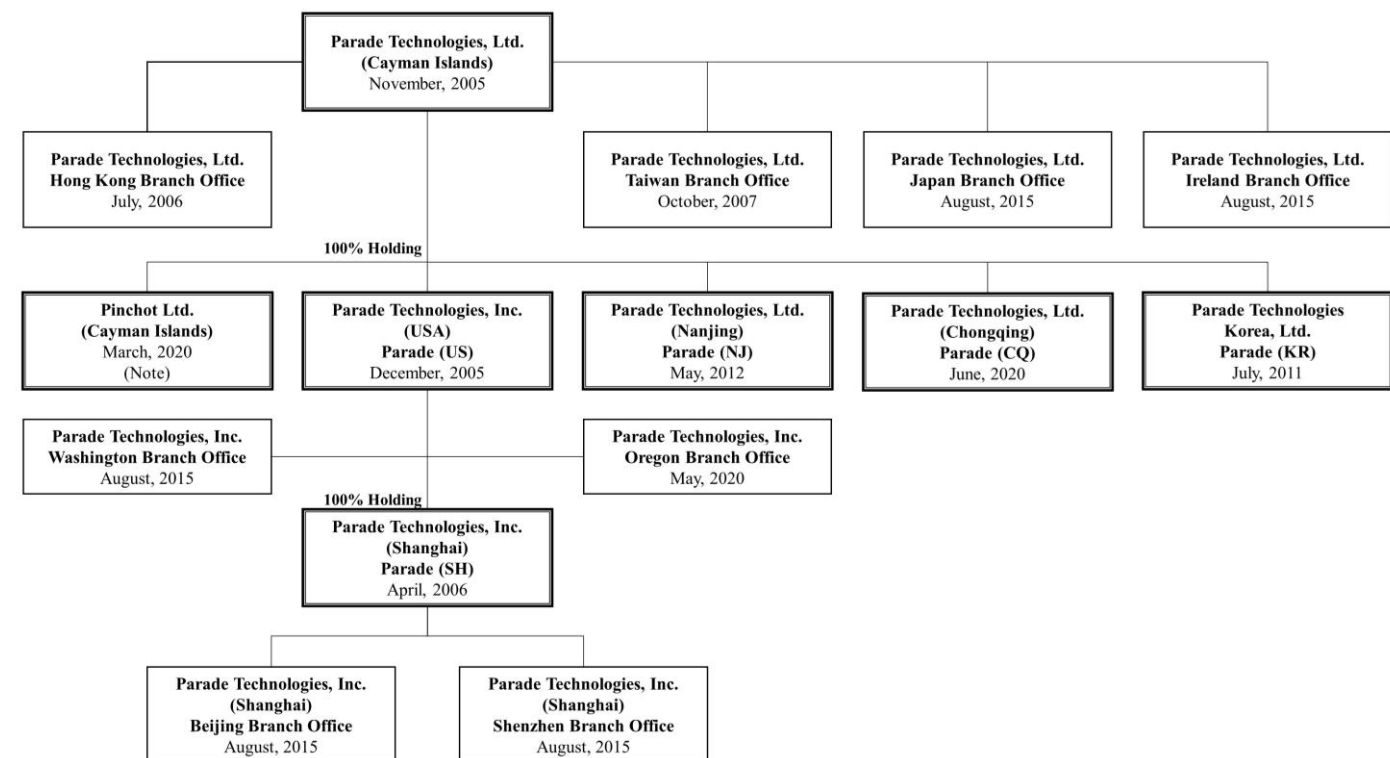 Parade Technologies, Ltd.
(Cayman Islands)
November, 2005
Parade Technologies, Ltd.
Hong Kong Branch Office
July, 2006
Parade Technologies, Ltd.
Taiwan Branch Office
October, 2007
Parade Technologies, Ltd.
Japan Branch Office
August, 2015
Parade Technologies, Ltd.
Ireland Branch Office
August, 2015
100% Holding
Pinchot Ltd.
(Cayman Islands)
March, 2020
(Note)
Parade Technologies, Inc.
(USA)
Parade (US)
December, 2005
Parade Technologies, Ltd.
(Nanjing)
Parade (NJ)
May, 2012
Parade Technologies, Ltd.
(Chongqing)
Parade (CQ)
June, 2020
Parade Technologies
Korea, Ltd.
Parade (KR)
July, 2011
Parade Technologies, Inc.
Washington Branch Office
August, 2015
Parade Technologies, Inc.
Oregon Branch Office
May, 2020
100% Holding
Parade Technologies, Inc.
(Shanghai)
Parade (SH)
April, 2006
Parade Technologies, Inc.
(Shanghai)
Beijing Branch Office
August, 2015
Parade Technologies, Inc.
(Shanghai)
Shenzhen Branch Office
August, 2015